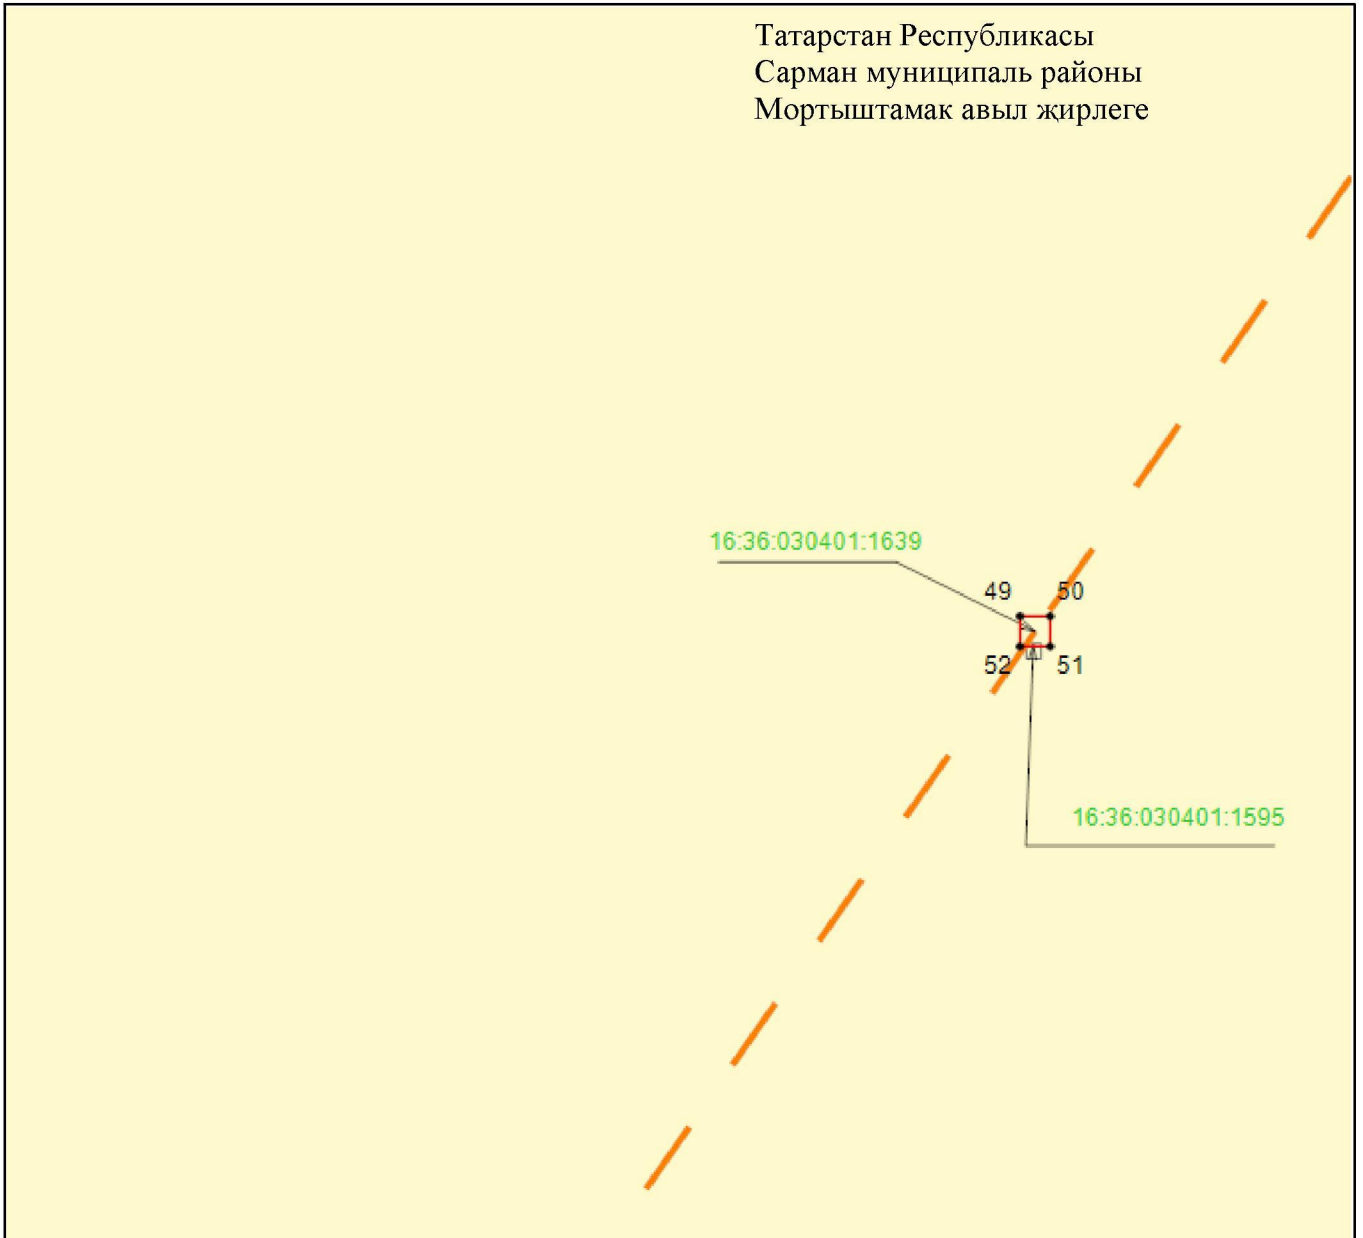 Татарстан Республикасы
Сарман муниципаль районы
Мортыштамак авыл җирлеге
16:36:030401:1639
49 50
52 51
16:36:030401:1595